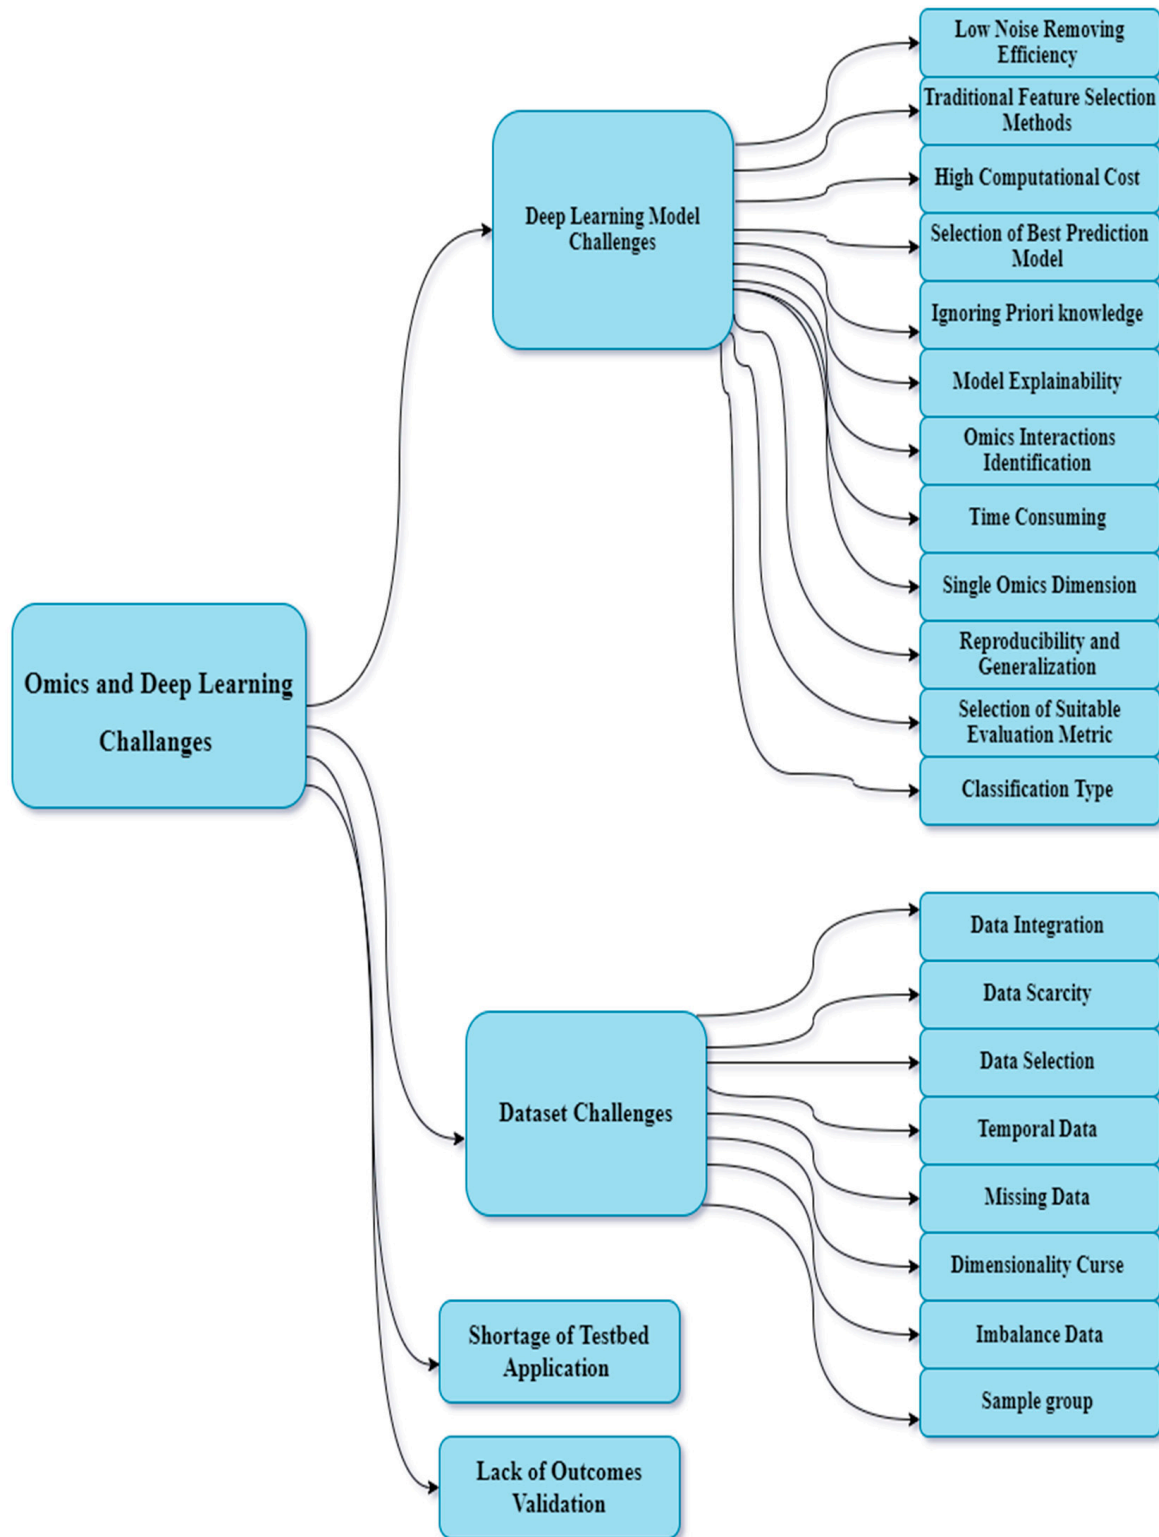 Omics and Deep Learning
Challanges
Deep Learning Model
Challenges
Low Noise Removing
Efficiency
Traditional Feature Selection
Methods
High Computational Cost
Selection of Best Prediction
Model
Ignoring Priori knowledge
Model Explainability
Omics Interactions
Identification
Time Consuming
Single Omics Dimension
Reproducibility and
Generalization
Selection of Suitable
Evaluation Metric
Classification Type
Dataset Challenges
Data Integration
Data Scarcity
Data Selection
Temporal Data
Missing Data
Dimensionality Curse
Imbalance Data
Sample group
Shortage of Testbed
Application
Lack of Outcomes
Validation